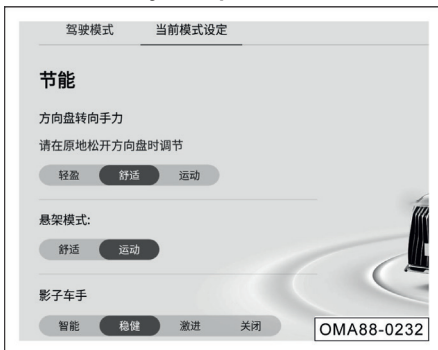 驾驶模式 当前模式设定
节能
方向盘转向手力
请在原地松开方向盘时调节
轻盈 舒适 运动
悬架模式:
舒适 运动
影子车手
智能 稳健 激进 关闭
OMA88-0232